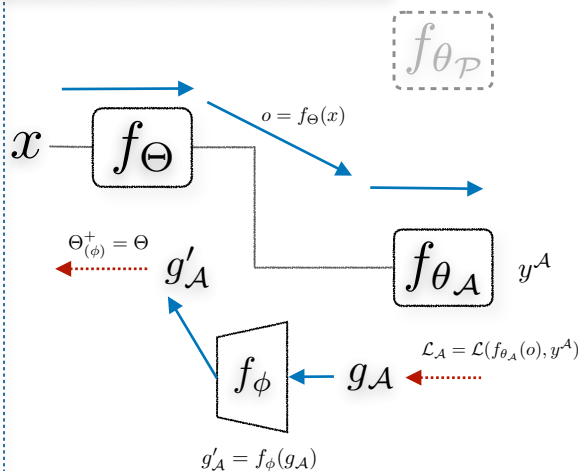 f_{θ_𝒫}
o = f_Θ(x)
x
f_Θ
Θ^+_{(ϕ)} = Θ
g'_𝒜
f_{θ_𝒜}
y^𝒜
ℒ_𝒜 = ℒ(f_{θ_𝒜}(o), y^𝒜)
f_ϕ
g_𝒜
g'_𝒜 = f_ϕ(g_𝒜)